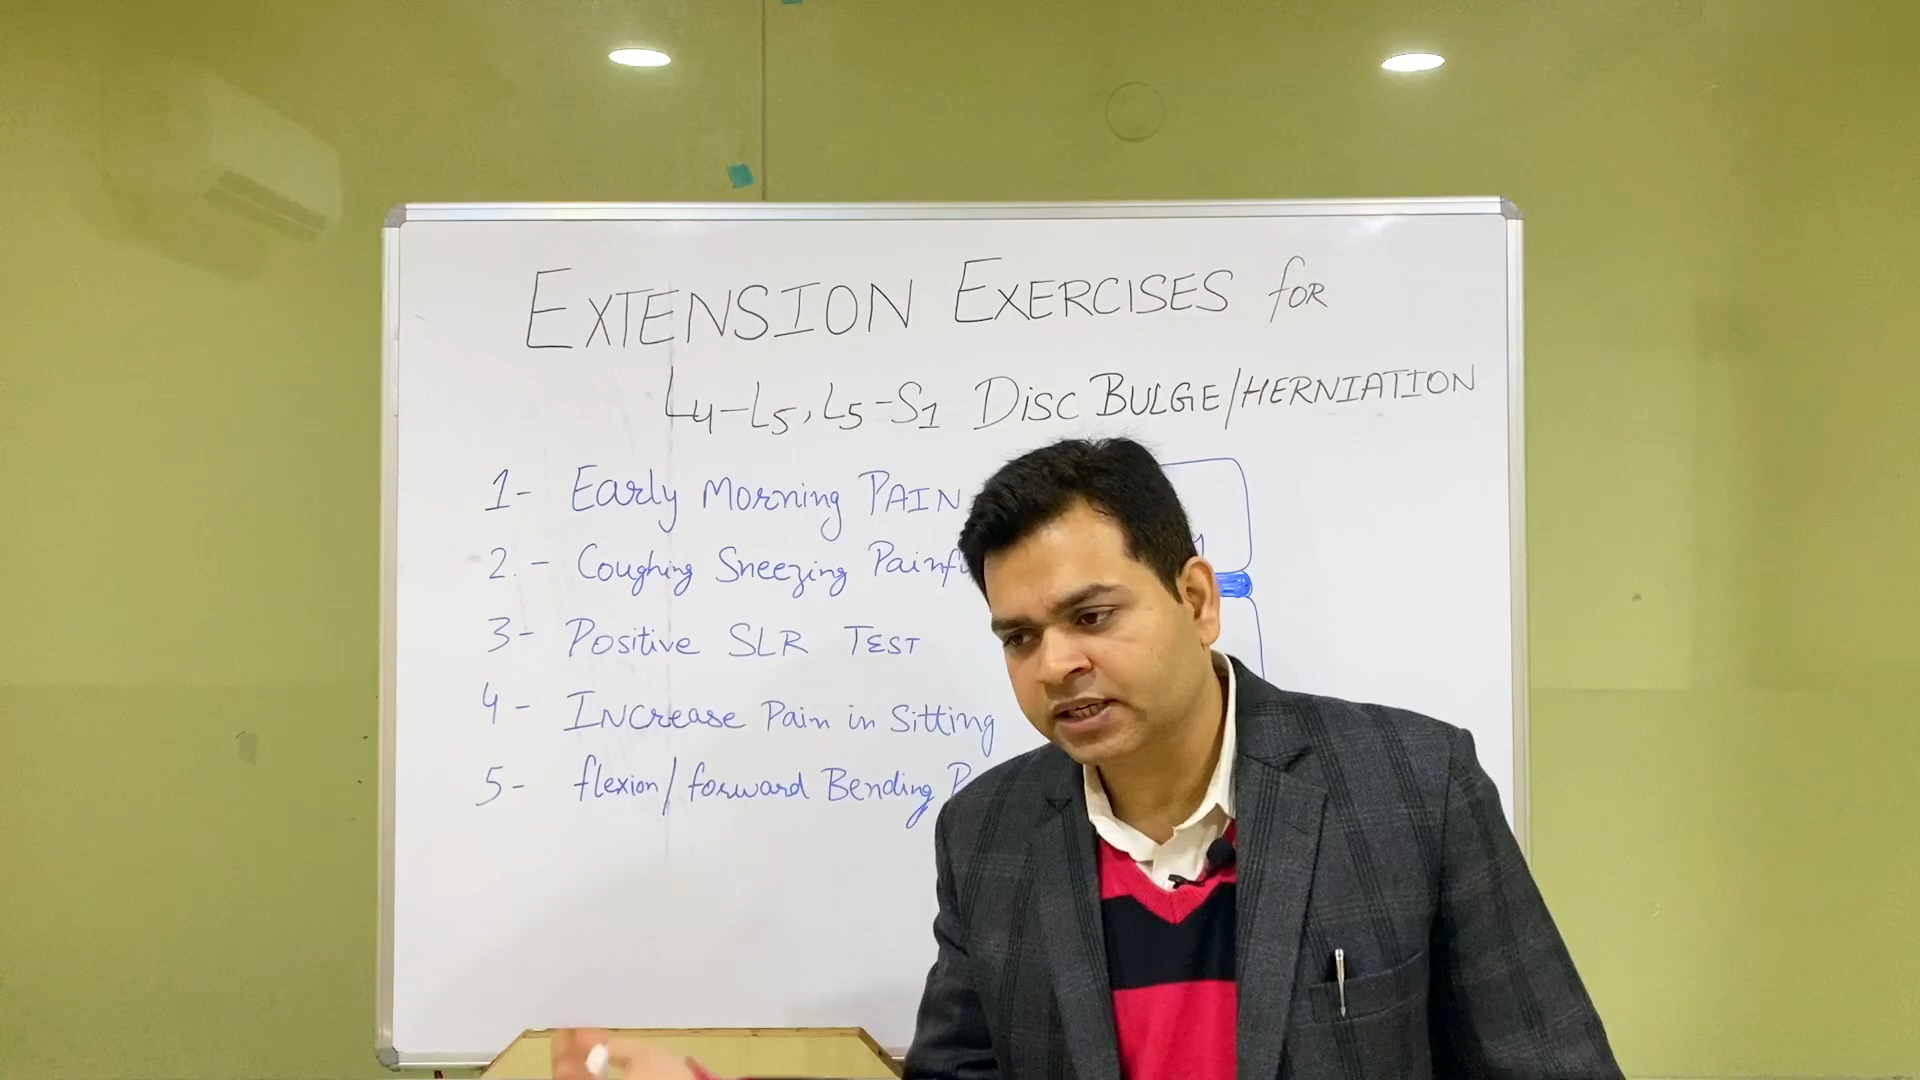 EXTENSION EXERCISES for
L4-L5, L5-S1 DISC BULGE/HERNIATION
1- Early Morning PAIN
2.- Coughing Sneezing
3- Positive SLR TEST
4- INCrease Pain in Sitting
5- flexion/forward Bending